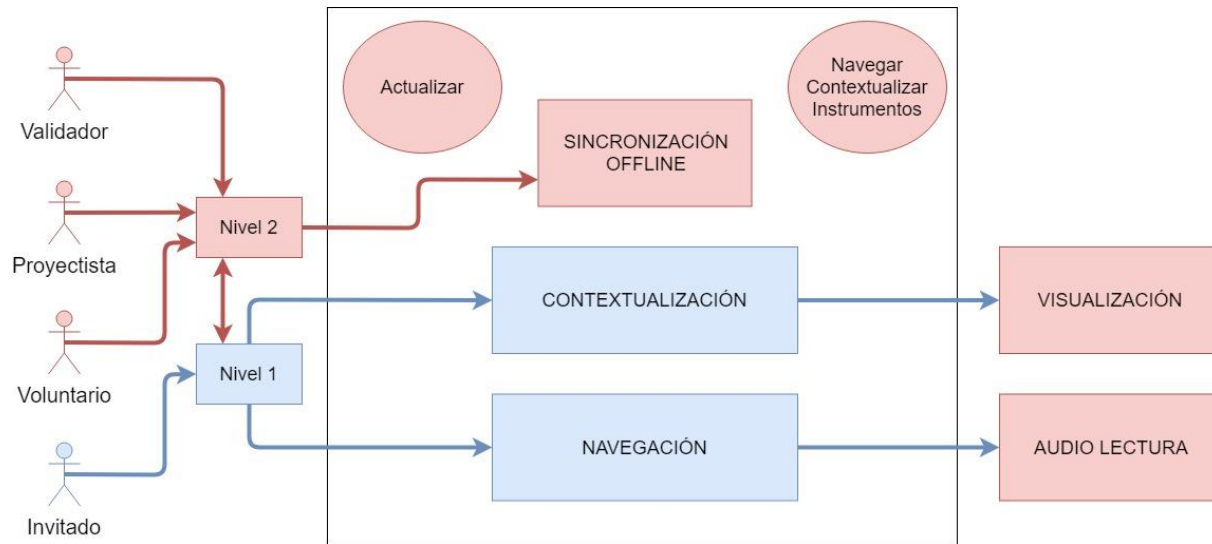 Validador
Proyectista
Voluntario
Invitado
Nivel 2
Nivel 1
Actualizar
Navegar
Contextualizar
Instrumentos
SINCRONIZACIÓN
OFFLINE
CONTEXTUALIZACIÓN
NAVEGACIÓN
VISUALIZACIÓN
AUDIO LECTURA